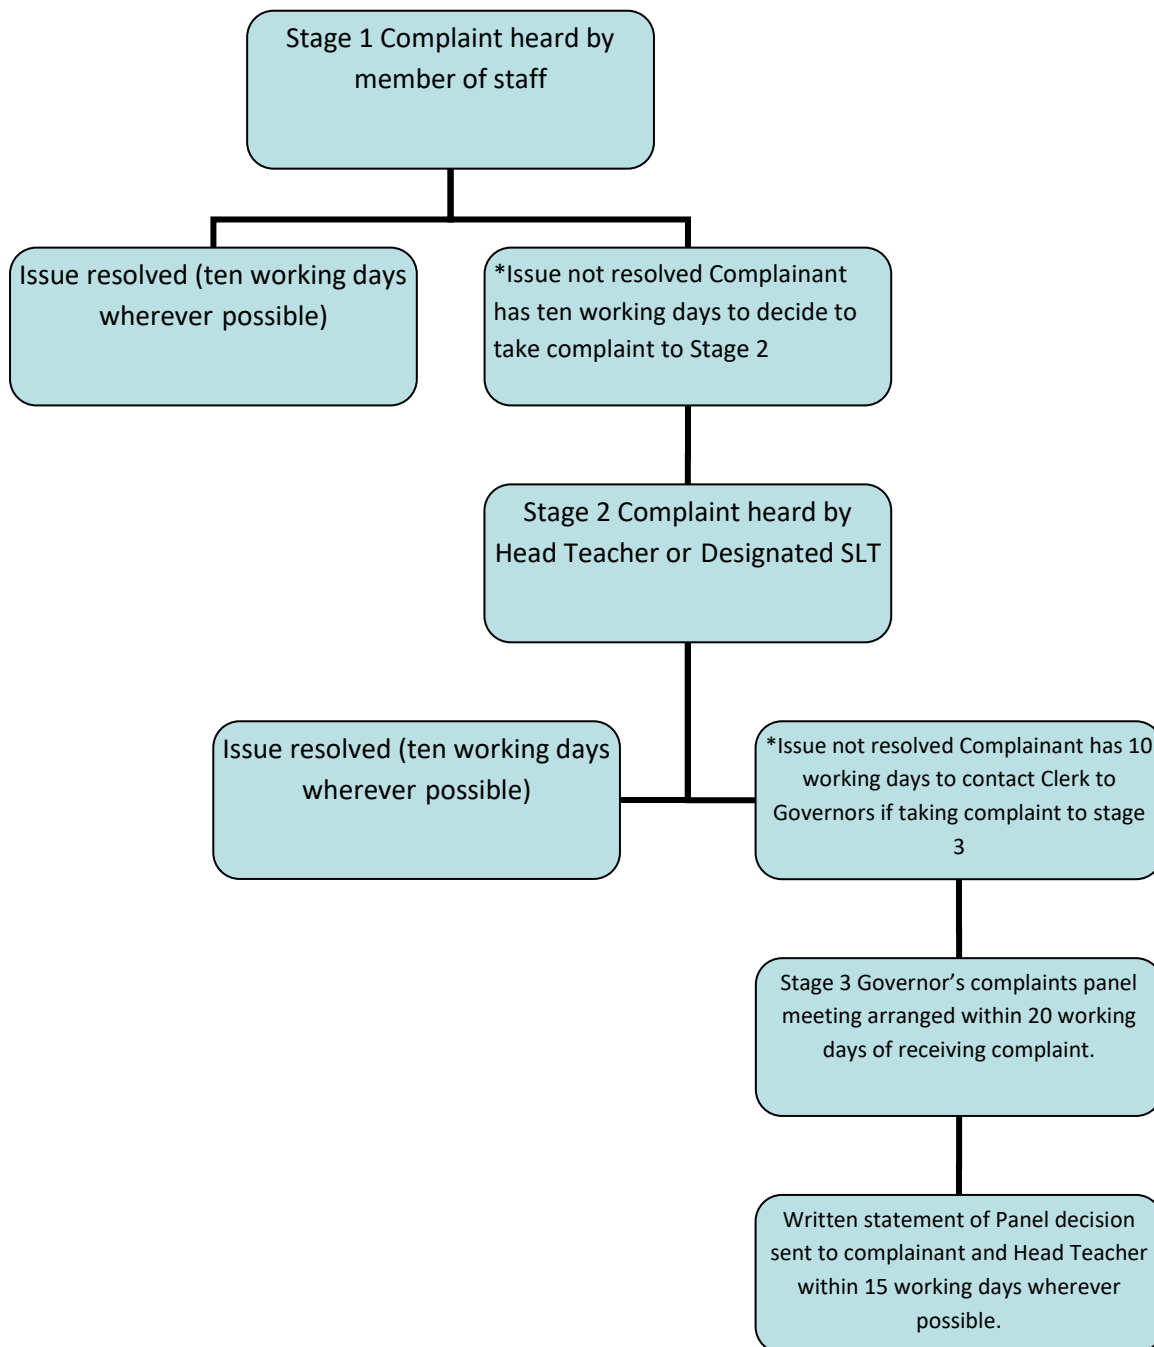 Stage 1 Complaint heard by
member of staff
Issue resolved (ten working days
wherever possible)
*Issue not resolved Complainant
has ten working days to decide to
take complaint to Stage 2
Stage 2 Complaint heard by
Head Teacher or Designated SLT
Issue resolved (ten working days
wherever possible)
*Issue not resolved Complainant has 10
working days to contact Clerk to
Governors if taking complaint to stage
3
Stage 3 Governor’s complaints panel
meeting arranged within 20 working
days of receiving complaint.
Written statement of Panel decision
sent to complainant and Head Teacher
within 15 working days wherever
possible.